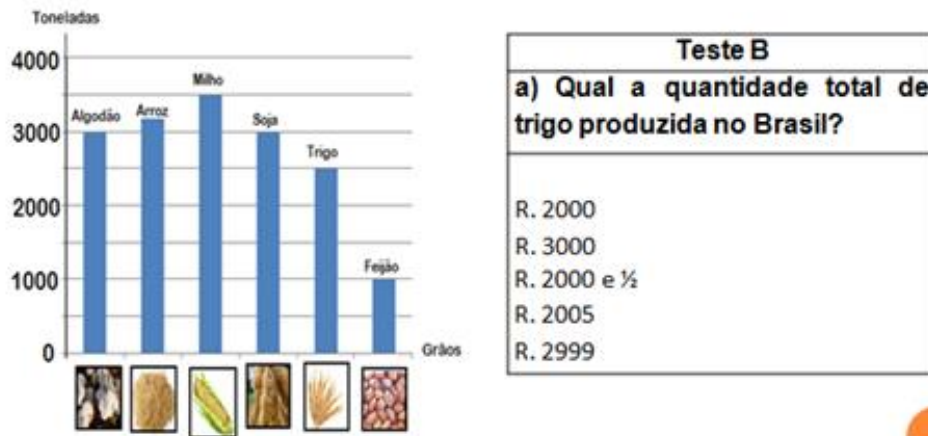 Toneladas
4000
3000
2000
1000
0
Algodão
Arroz
Milho
Soja
Trigo
Feijão
Grãos
Teste B
a) Qual a quantidade total de
trigo produzida no Brasil?
R. 2000
R. 3000
R. 2000 e ½
R. 2005
R. 2999